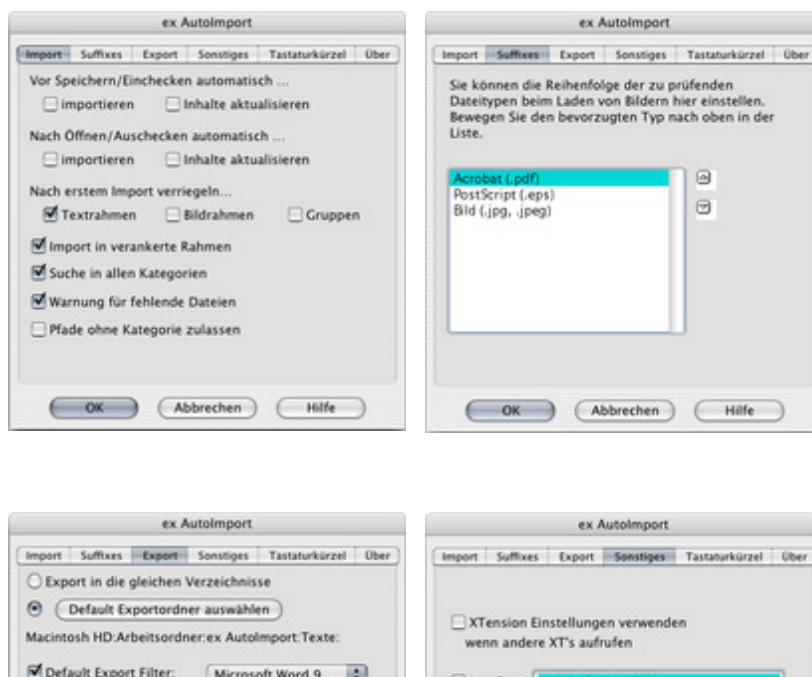 ex AutoImport
Import Suffixes Export Sonstiges Tastaturkürzel Über
Vor Speichern/Einchecken automatisch ...
importieren Inhalte aktualisieren
Nach Öffnen/Auschecken automatisch ...
importieren Inhalte aktualisieren
Nach erstem Import verriegeln...
Textrahmen Bildrahmen Gruppen
Import in verankerte Rahmen
Suche in allen Kategorien
Warnung für fehlende Dateien
Pfade ohne Kategorie zulassen
OK Abbrechen Hilfe
ex AutoImport
Import Suffixes Export Sonstiges Tastaturkürzel Über
Sie können die Reihenfolge der zu prüfenden
Dateitypen beim Laden von Bildern hier einstellen.
Bewegen Sie den bevorzugten Typ nach oben in der
Liste.
Acrobat (.pdf)
PostScript (.eps)
Bild (.jpg, .jpeg)
OK Abbrechen Hilfe
ex AutoImport
Import Suffixes Export Sonstiges Tastaturkürzel Über
Export in die gleichen Verzeichnisse
Default Exportordner auswählen
Macintosh HD:Arbeitsordner:ex AutoImport:Texte:
Default Export Filter: Microsoft Word 9
ex AutoImport
Import Suffixes Export Sonstiges Tastaturkürzel Über
XTension Einstellungen verwenden
wenn andere XT's aufrufen